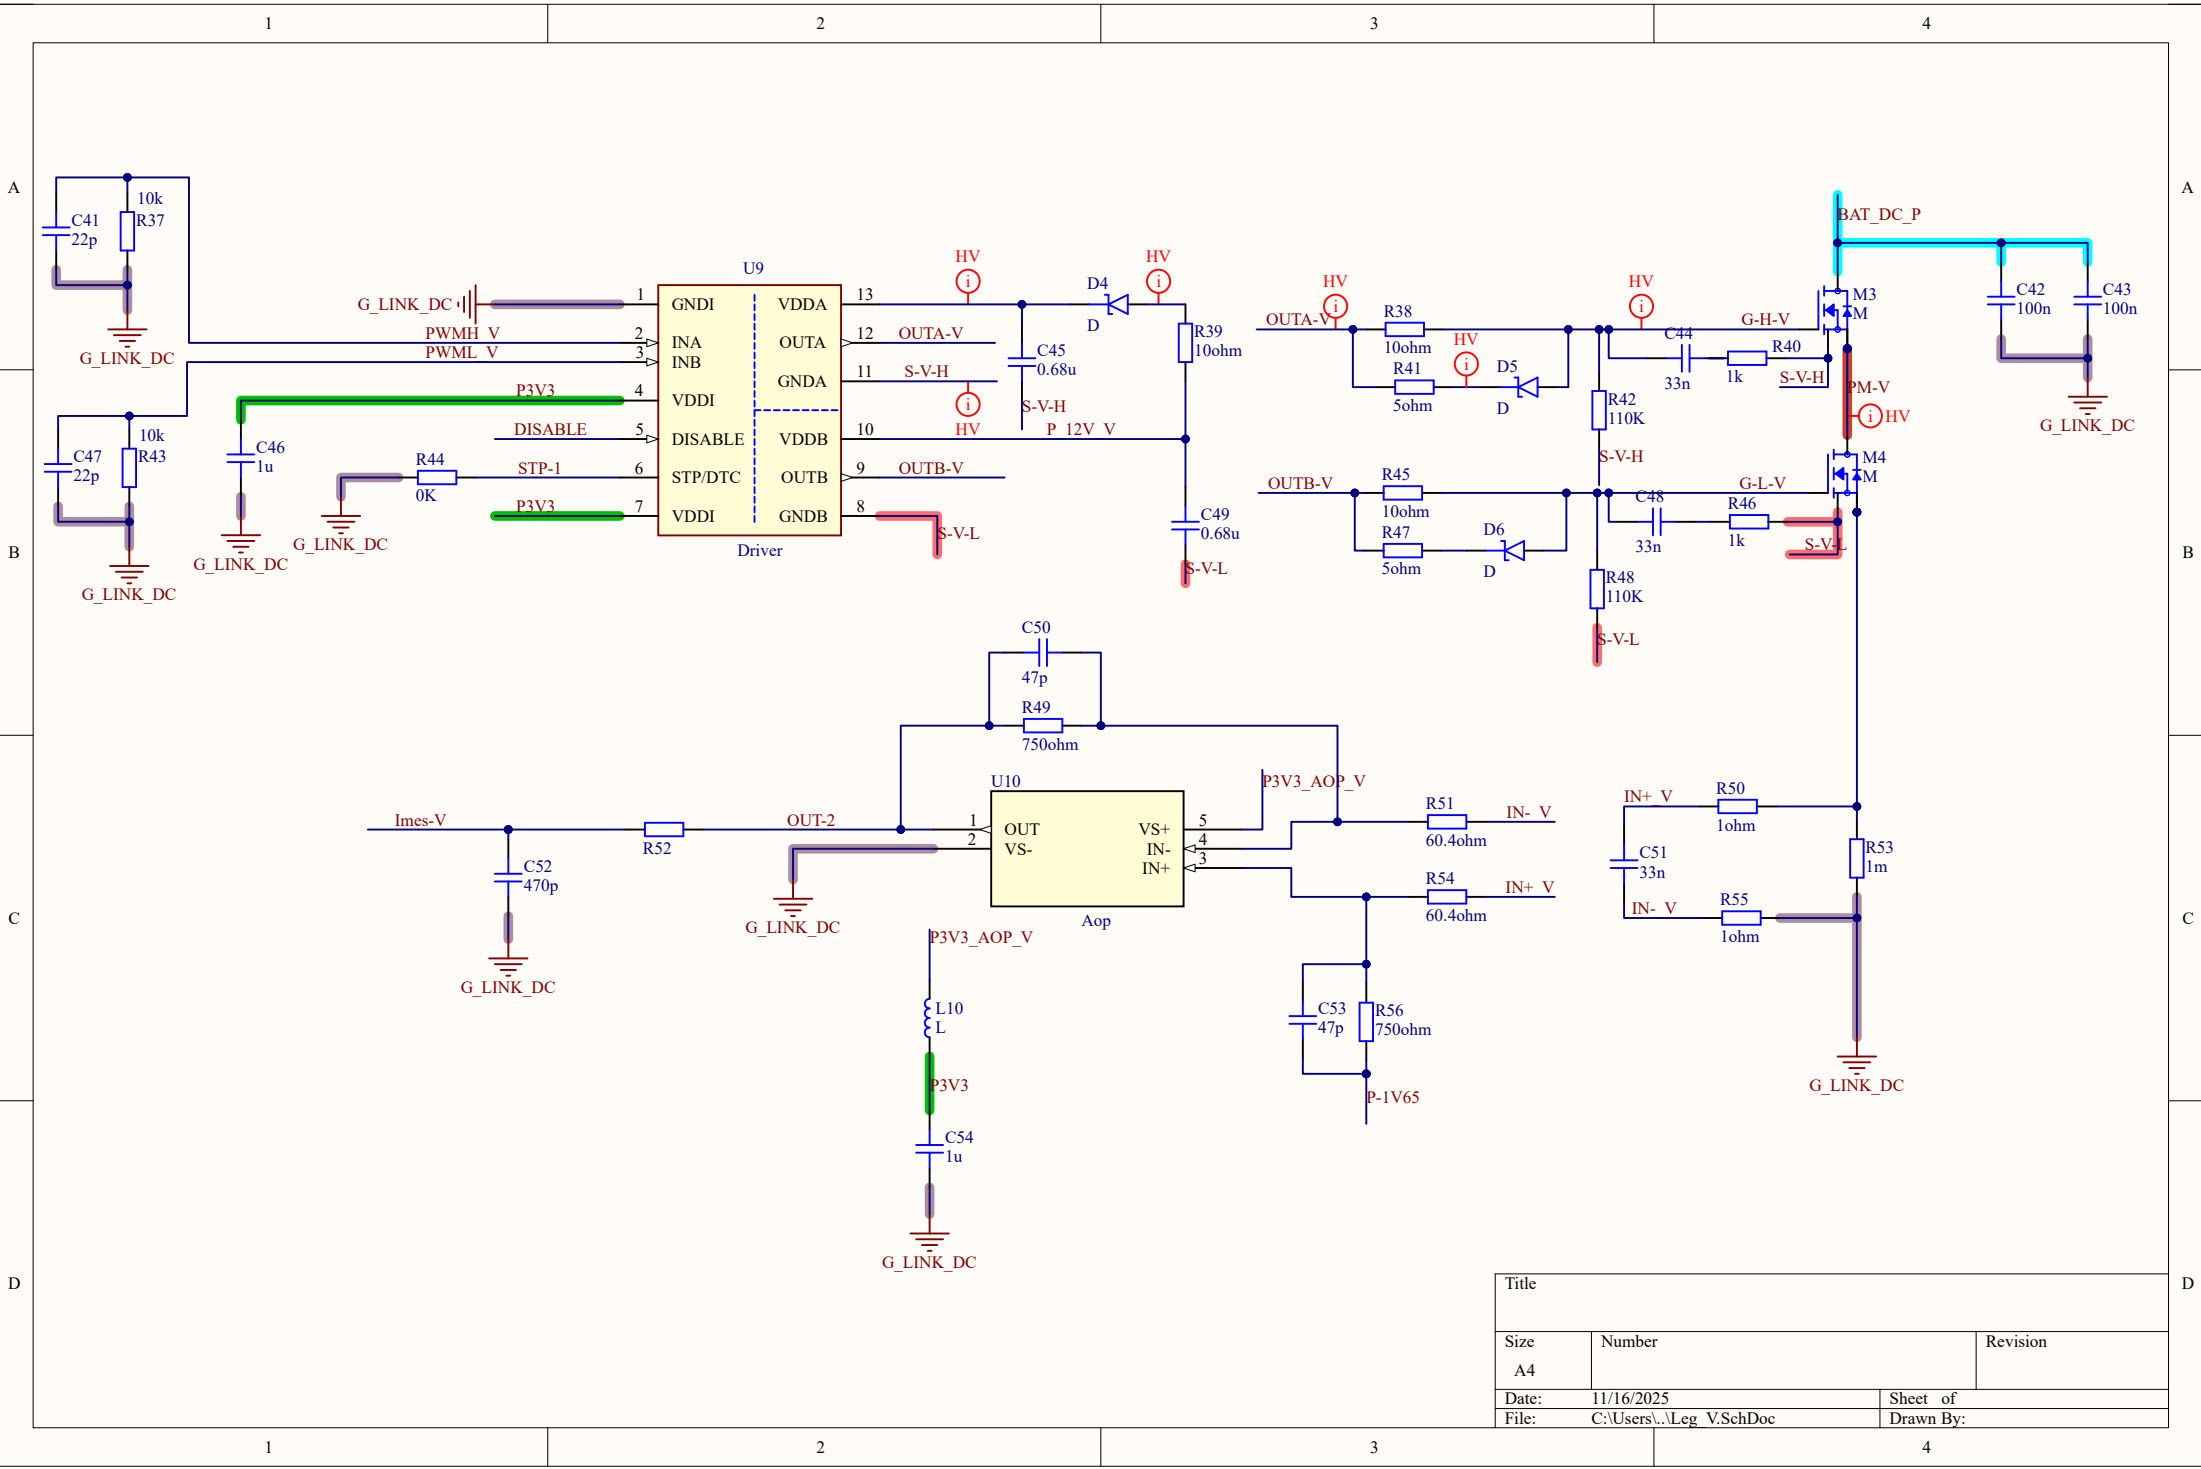 1 2 3 4
A
A
C41
22p
10k
R37
G_LINK_DC
G_LINK_DC
PWMH_V
PWML_V
P3V3
DISABLE
STP-1
P3V3
U9
1 GNDI
2 INA
3 INB
4 VDDI
5 DISABLE
6 STP/DTC
7 VDDI
VDDA 13
OUTA 12
GNDA 11
VDDB 10
OUTB 9
GNDB 8
Driver
OUTA-V
S-V-H
P_12V_V
OUTB-V
S-V-L
HV
HV
HV
D4
D
C45
0.68u
S-V-H
R39
10ohm
C49
0.68u
S-V-L
C47
22p
10k
R43
G_LINK_DC
C46
1u
G_LINK_DC
R44
0K
G_LINK_DC
HV
OUTA-V
R38
10ohm
R41
5ohm
HV
D5
D
HV
G-H-V
C44
33n
R40
1k
S-V-H
R42
110K
S-V-H
BAT_DC_P
M3
M
C42
100n
C43
100n
G_LINK_DC
PM-V
HV
OUTB-V
R45
10ohm
R47
5ohm
D6
D
G-L-V
C48
33n
R46
1k
S-V-L
M4
M
R48
110K
S-V-L
B
B
C50
47p
R49
750ohm
U10
1 OUT
2 VS-
VS+ 5
IN- 4
IN+ 3
Aop
P3V3_AOP_V
Imes-V
R52
OUT-2
C52
470p
G_LINK_DC
G_LINK_DC
R51
60.4ohm
IN-_V
R54
60.4ohm
IN+_V
IN+_V
R50
1ohm
C51
33n
IN-_V
R55
1ohm
R53
1m
G_LINK_DC
C
C
P3V3_AOP_V
L10
L
P3V3
C54
1u
G_LINK_DC
C53
47p
R56
750ohm
P-1V65
D
D
Title
Size
A4
Number
Revision
Date: 11/16/2025
Sheet of
File: C:\Users\..\Leg_V.SchDoc
Drawn By:
1 2 3 4